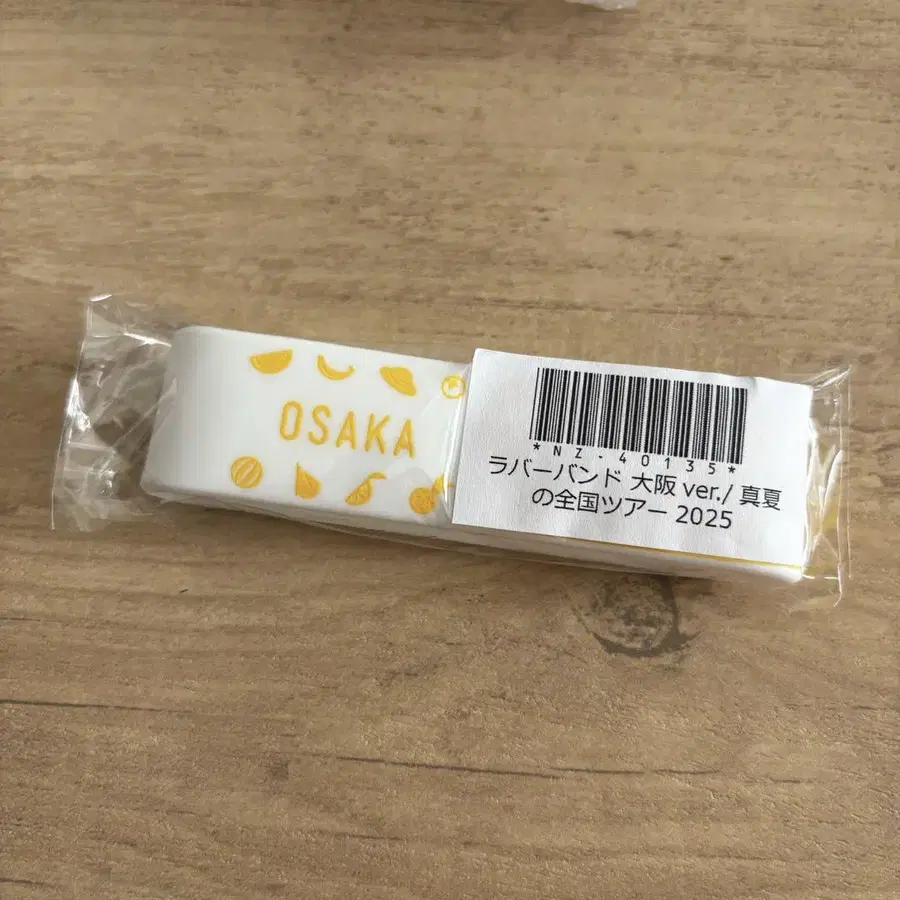 OSAKA
*NZ-40135*
ラバーバンド 大阪 ver./ 真夏
の全国ツアー 2025